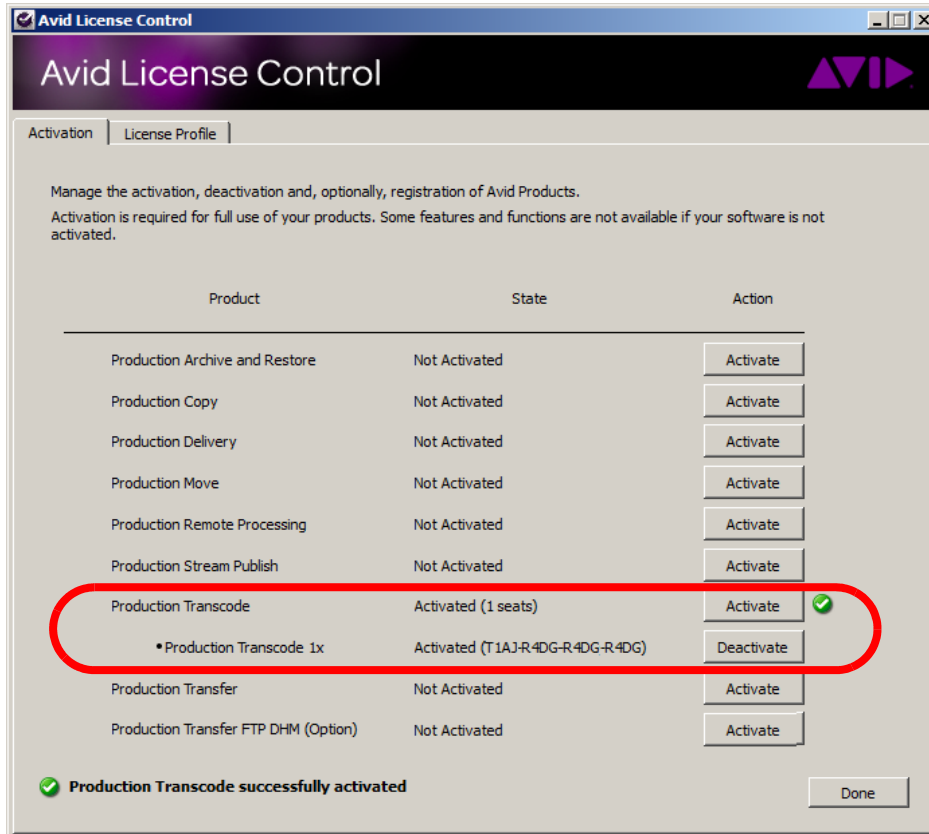 Avid License Control
Avid License Control
AVID
Activation
License Profile
Manage the activation, deactivation and, optionally, registration of Avid Products.
Activation is required for full use of your products. Some features and functions are not available if your software is not
activated.
Product State Action
Production Archive and Restore Not Activated Activate
Production Copy Not Activated Activate
Production Delivery Not Activated Activate
Production Move Not Activated Activate
Production Remote Processing Not Activated Activate
Production Stream Publish Not Activated Activate
Production Transcode Activated (1 seats) Activate
•Production Transcode 1x Activated (T1AJ-R4DG-R4DG-R4DG) Deactivate
Production Transfer Not Activated Activate
Production Transfer FTP DHM (Option) Not Activated Activate
Production Transcode successfully activated
Done